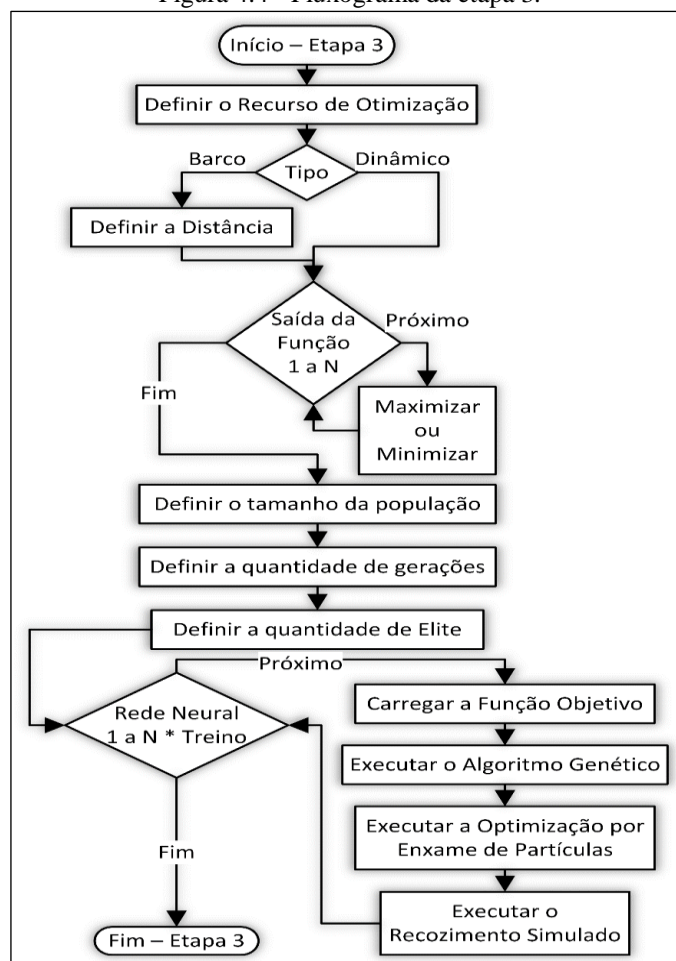 Figura 4.4 - Fluxograma da etapa 3.
Início – Etapa 3
Definir o Recurso de Otimização
Barco
Dinâmico
Tipo
Definir a Distância
Saída da
Função
1 a N
Próximo
Fim
Maximizar
ou
Minimizar
Definir o tamanho da população
Definir a quantidade de gerações
Definir a quantidade de Elite
Próximo
Rede Neural
1 a N * Treino
Carregar a Função Objetivo
Executar o Algoritmo Genético
Executar a Optimização por
Enxame de Partículas
Executar o
Recozimento Simulado
Fim
Fim – Etapa 3